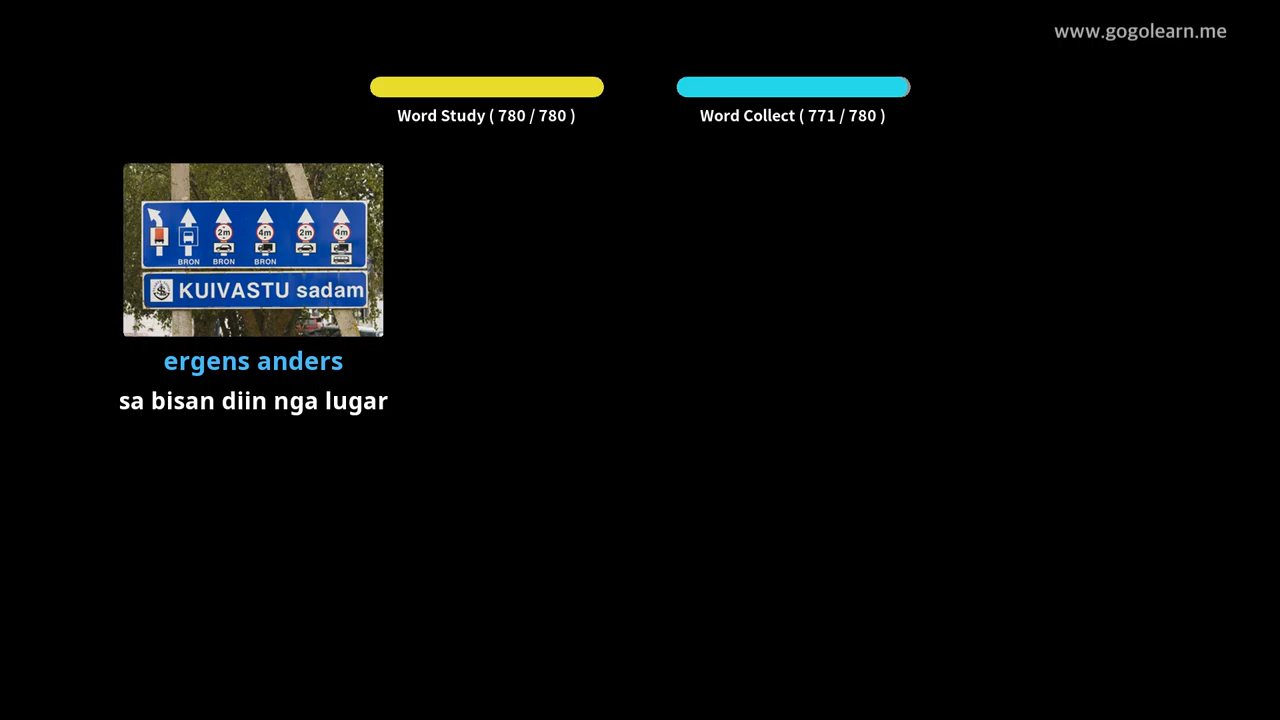 www.gogolearn.me
Word Study ( 780 / 780 )
Word Collect ( 771 / 780 )
2m 4m 2m 4m
BRON BRON BRON
KUIVASTU sadam
ergens anders
sa bisan diin nga lugar